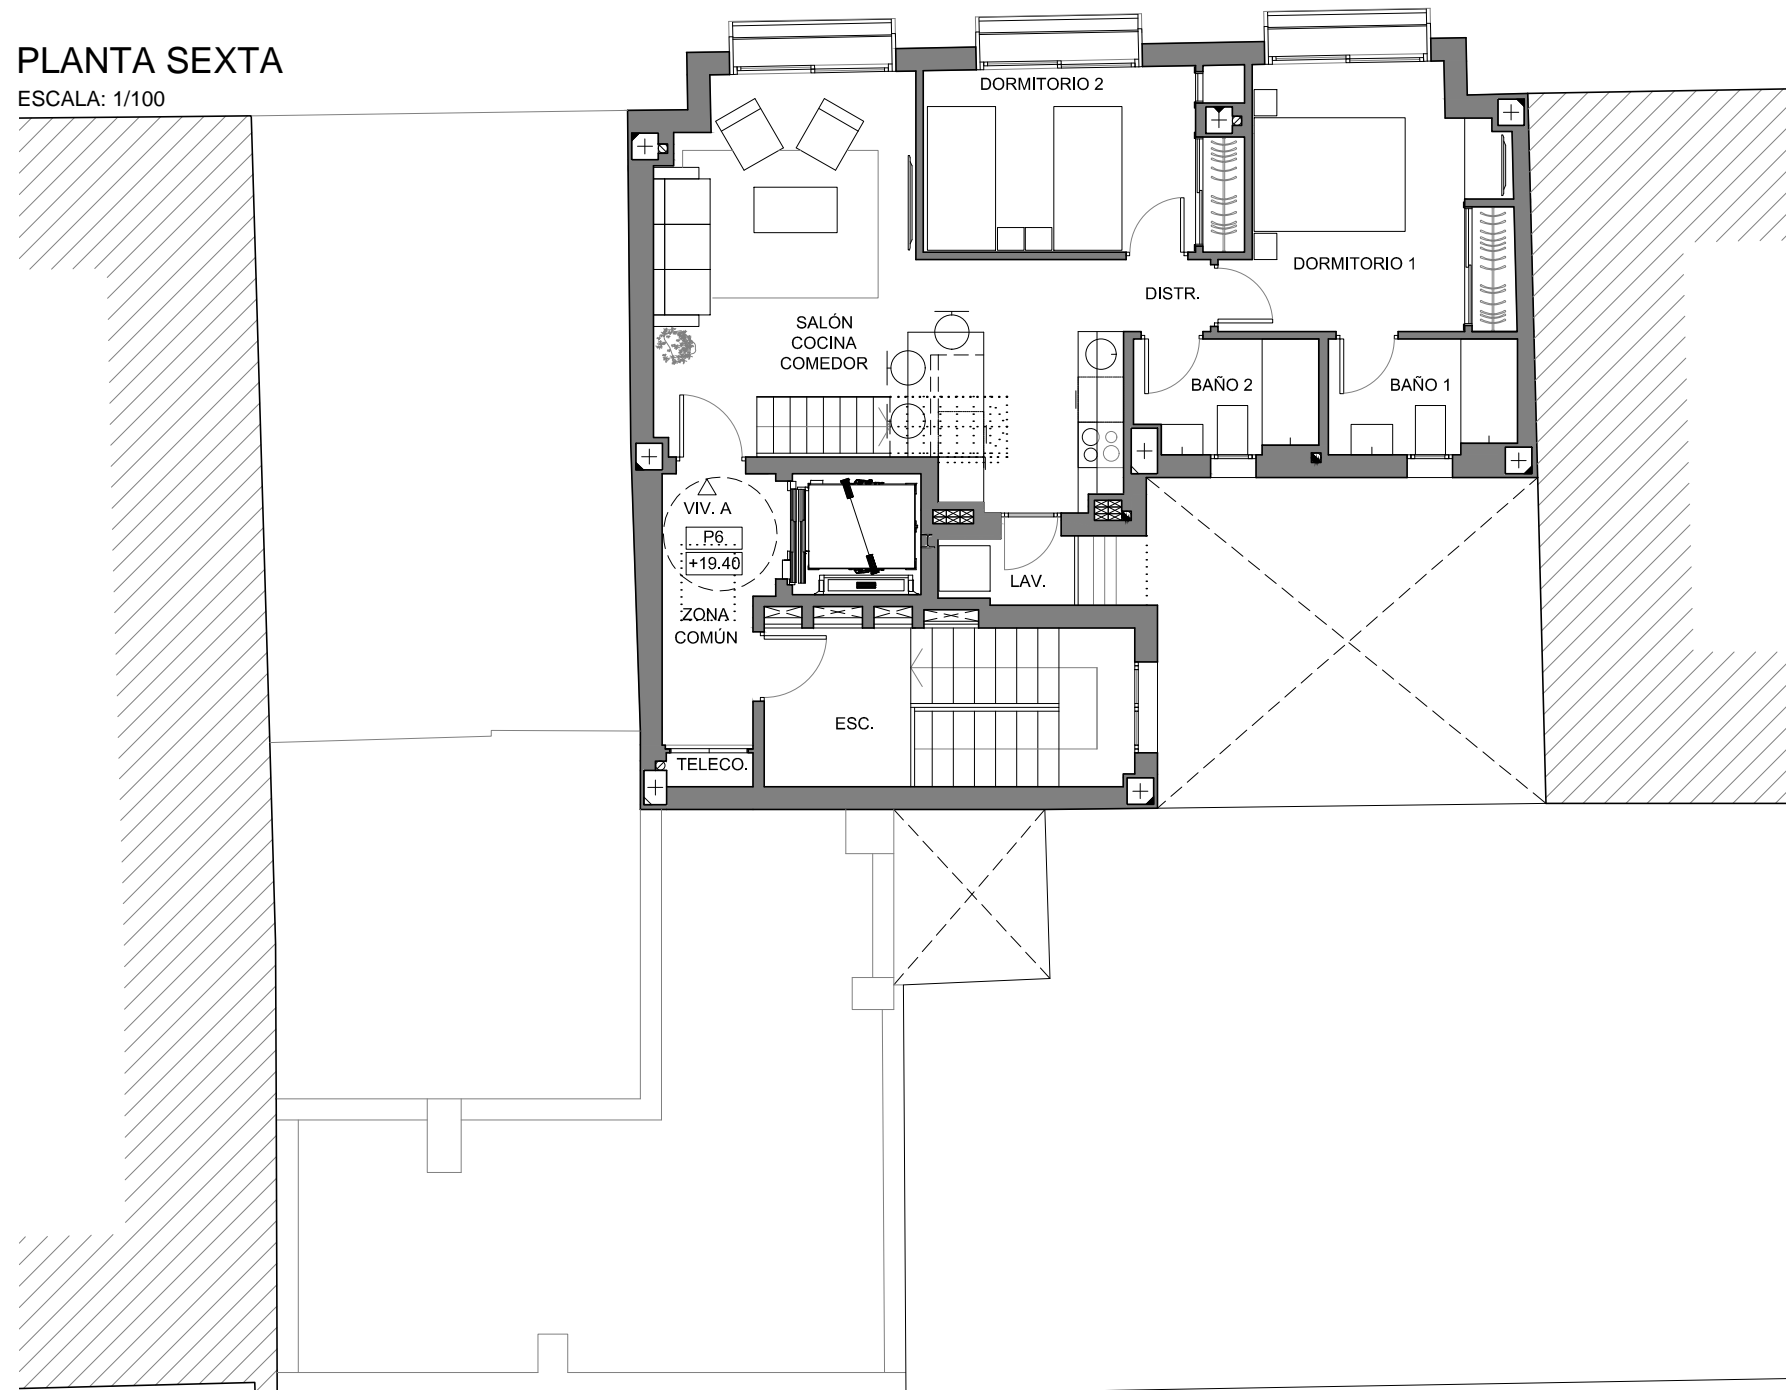 PLANTA SEXTA
ESCALA: 1/100
DORMITORIO 2
DORMITORIO 1
DISTR.
SALÓN
COCINA
COMEDOR
BAÑO 2
BAÑO 1
VIV. A
P6
+19.40
LAV.
ZONA
COMÚN
ESC.
TELECO.